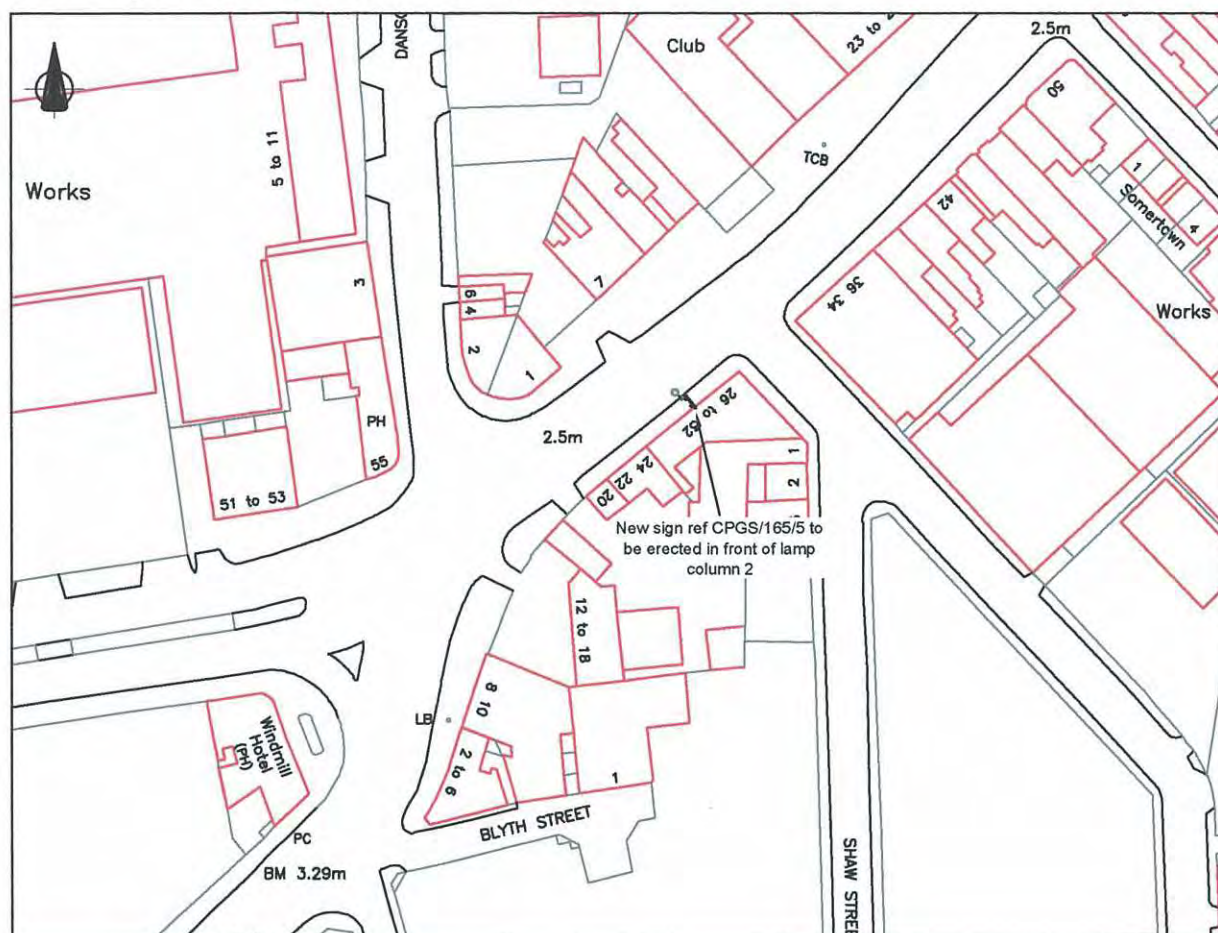 DANSO
Club
23 to 2
2.5m
50
5 to 11
TCB
Works
1
Somertown
4
42
3
6
4
7
36
34
Works
2
1
PH
55
26 to 32
2.5m
24
22
20
1
2
51 to 53
New sign ref CPGS/165/5 to
be erected in front of lamp
column 2
12 to 18
8 10
LB
Windmill
Hotel
(PH)
2 to 6
1
BLYTH STREET
PC
BM 3.29m
SHAW STREE